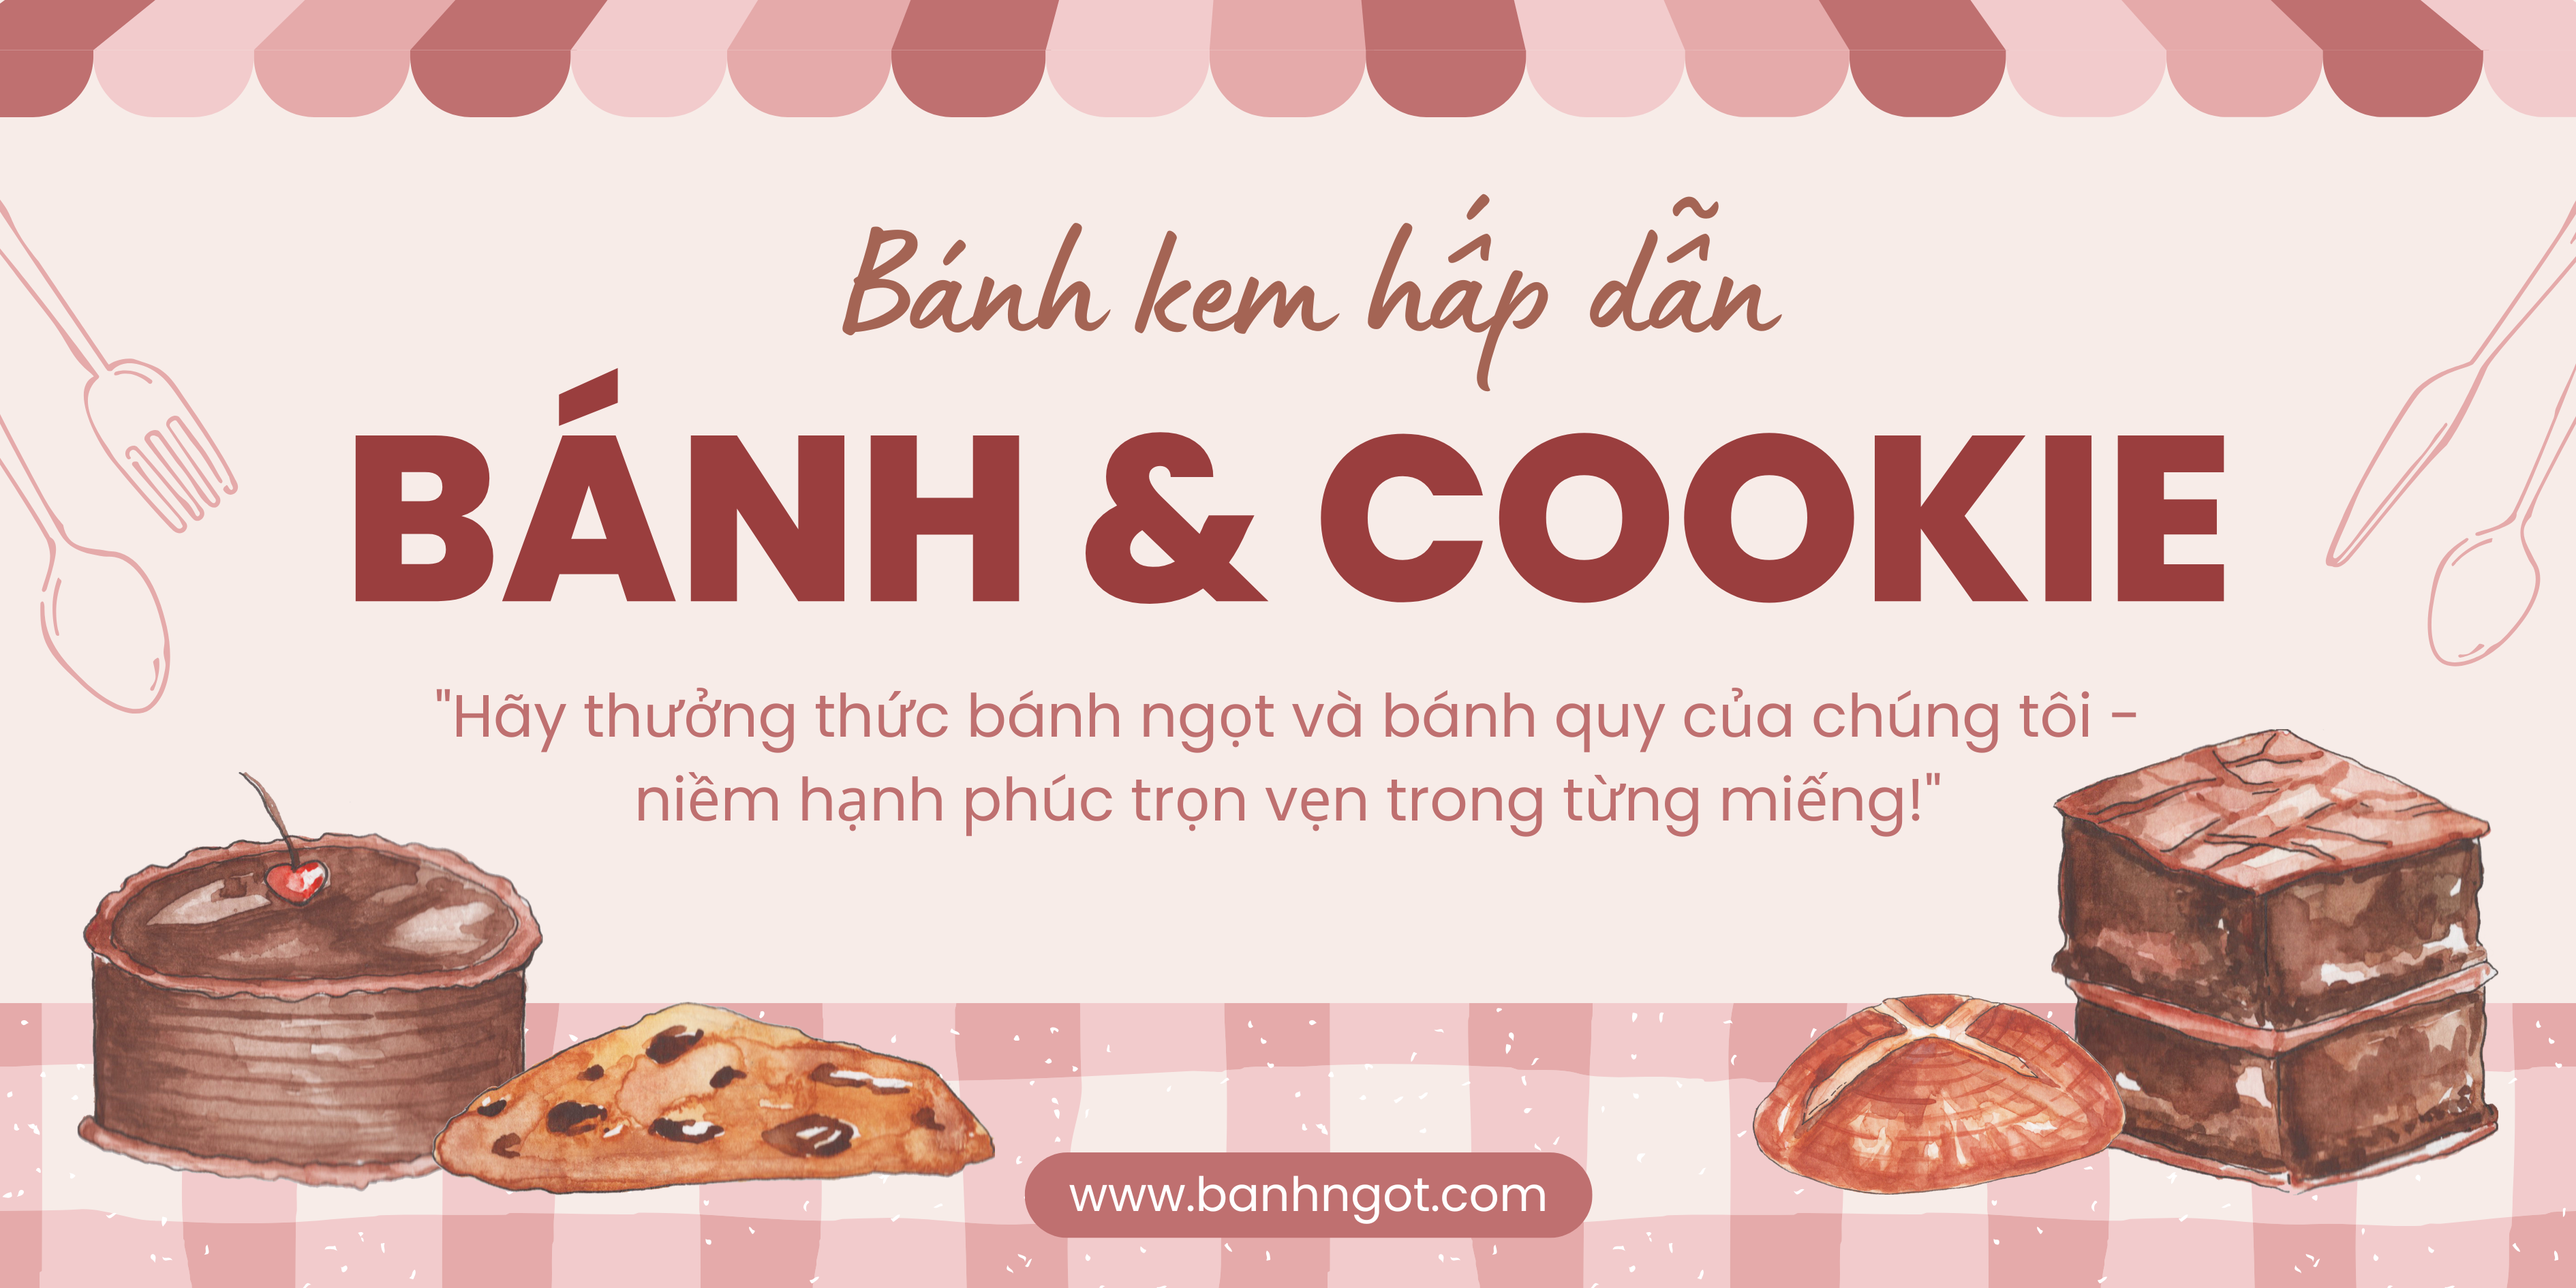 Bánh kem hấp dẫn
BÁNH & COOKIE
"Hãy thưởng thức bánh ngọt và bánh quy của chúng tôi -
niềm hạnh phúc trọn vẹn trong từng miếng!"
www.banhngot.com